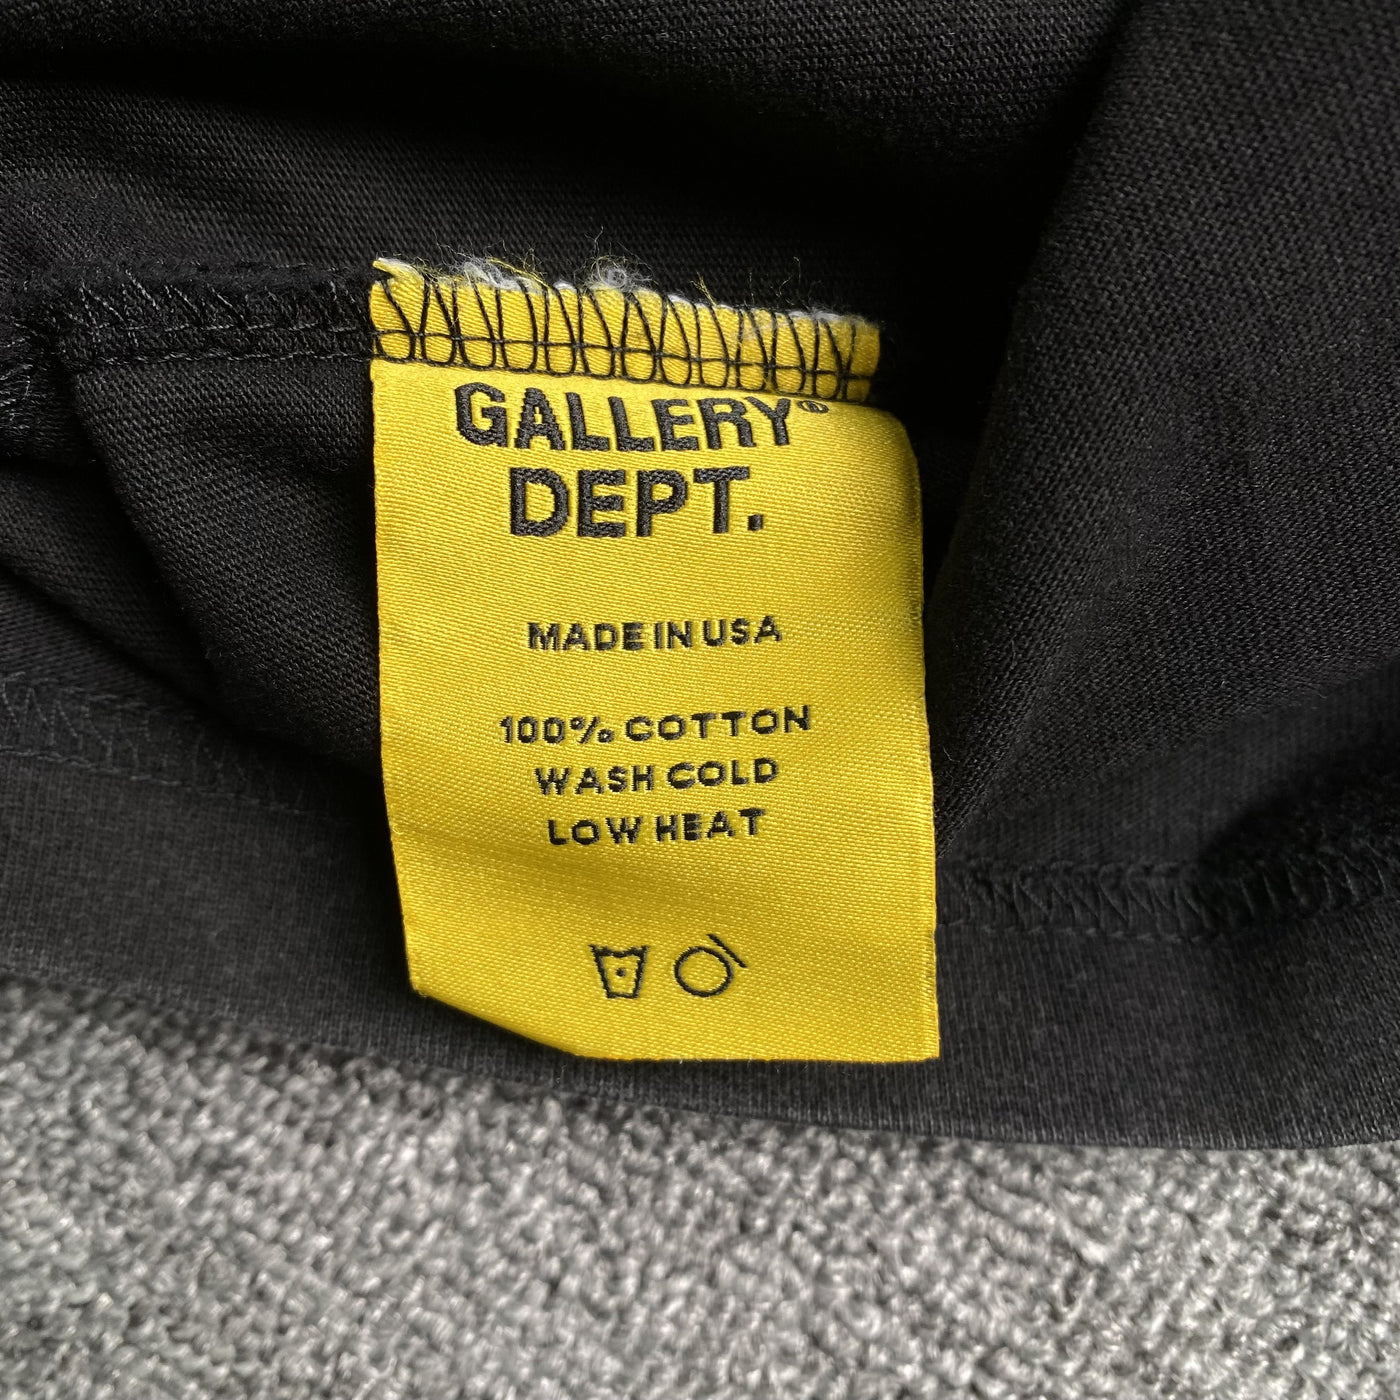 GALLERY®
DEPT.
MADE IN USA
100% COTTON
WASH COLD
LOW HEAT